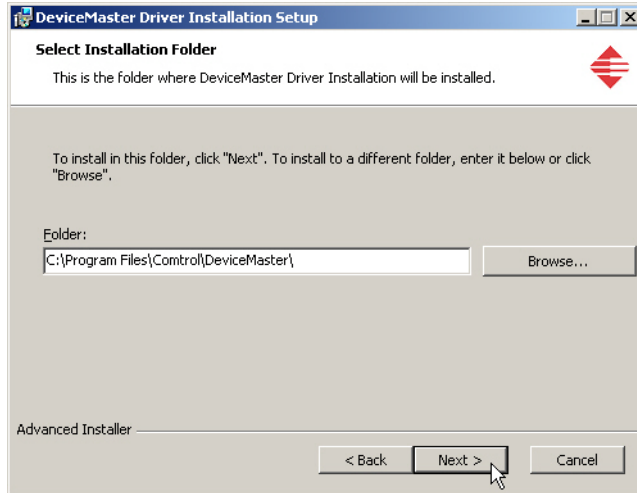 DeviceMaster Driver Installation Setup
Select Installation Folder
This is the folder where DeviceMaster Driver Installation will be installed.
To install in this folder, click "Next". To install to a different folder, enter it below or click
"Browse".
Folder:
C:\Program Files\Comtrol\DeviceMaster\
Browse...
Advanced Installer
< Back
Next >
Cancel